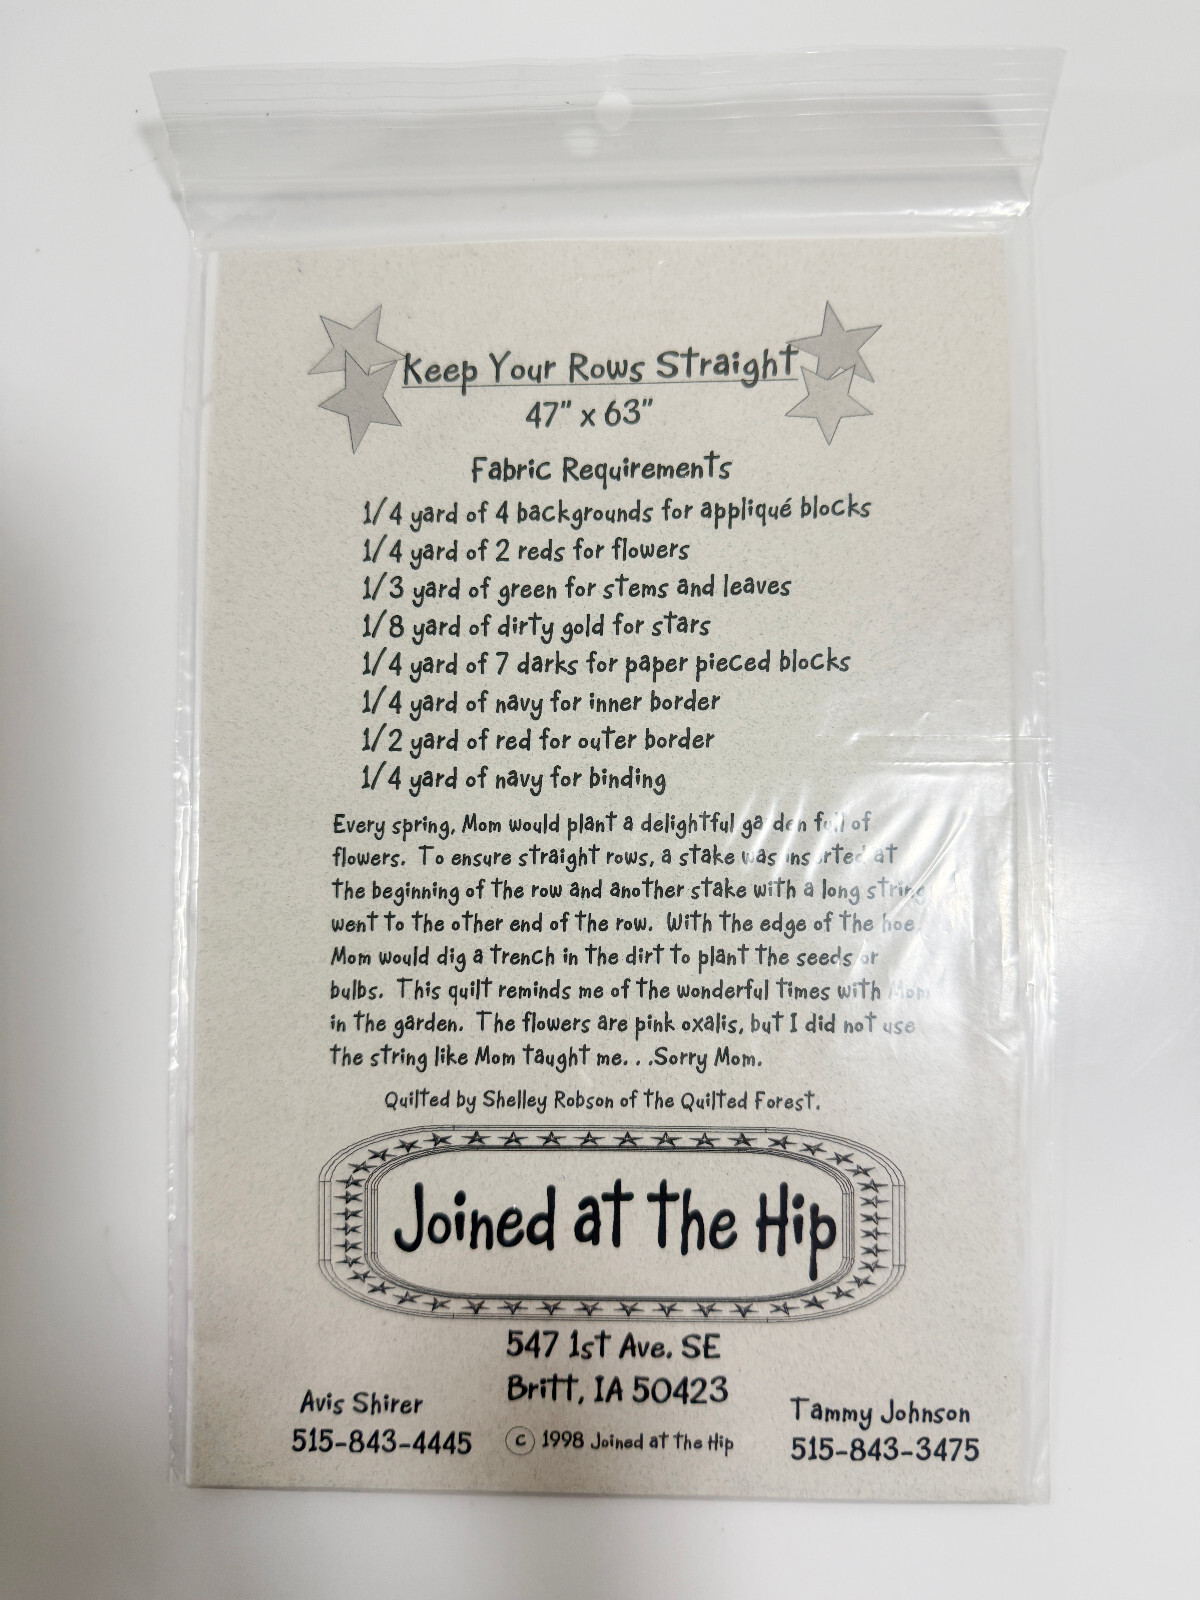 Keep Your Rows Straight
47" x 63"
Fabric Requirements
1/4 yard of 4 backgrounds for appliqué blocks
1/4 yard of 2 reds for flowers
1/3 yard of green for stems and leaves
1/8 yard of dirty gold for stars
1/4 yard of 7 darks for paper pieced blocks
1/4 yard of navy for inner border
1/2 yard of red for outer border
1/4 yard of navy for binding
Every spring, Mom would plant a delightful garden full of
flowers. To ensure straight rows, a stake was inserted at
the beginning of the row and another stake with a long string
went to the other end of the row. With the edge of the hoe,
Mom would dig a trench in the dirt to plant the seeds or
bulbs. This quilt reminds me of the wonderful times with Mom
in the garden. The flowers are pink oxalis, but I did not use
the string like Mom taught me. . .Sorry Mom.
Quilted by Shelley Robson of the Quilted Forest.
Joined at the Hip
547 1st Ave. SE
Britt, IA 50423
Avis Shirer
515-843-4445
© 1998 Joined at the Hip
Tammy Johnson
515-843-3475